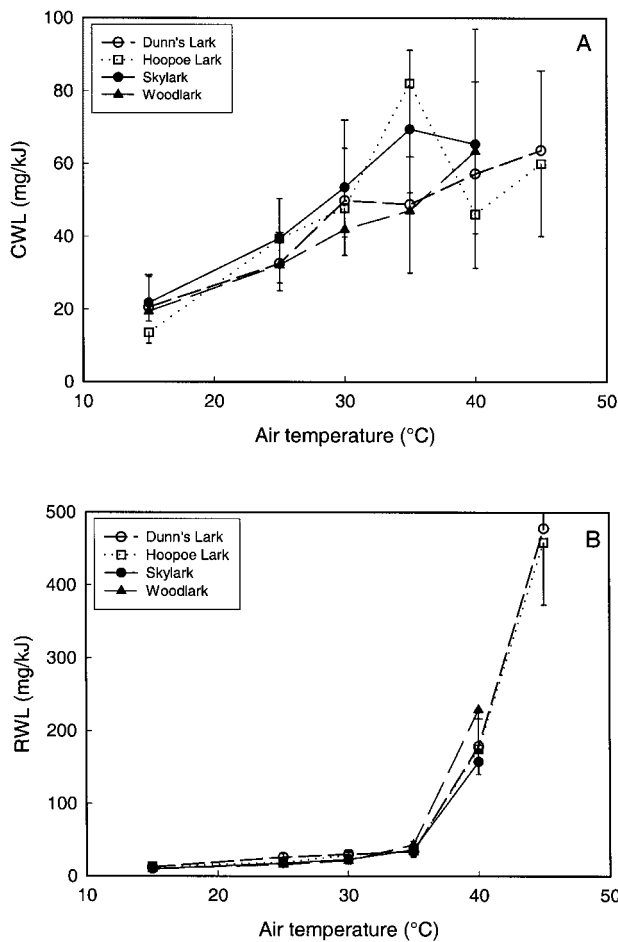 100
80
60
40
20
0
CWL (mg/kJ)
Dunn's Lark
Hoopoe Lark
Skylark
Woodlark
A
10 20 30 40 50
Air temperature (°C)
500
400
300
200
100
0
RWL (mg/kJ)
Dunn's Lark
Hoopoe Lark
Skylark
Woodlark
B
10 20 30 40 50
Air temperature (°C)